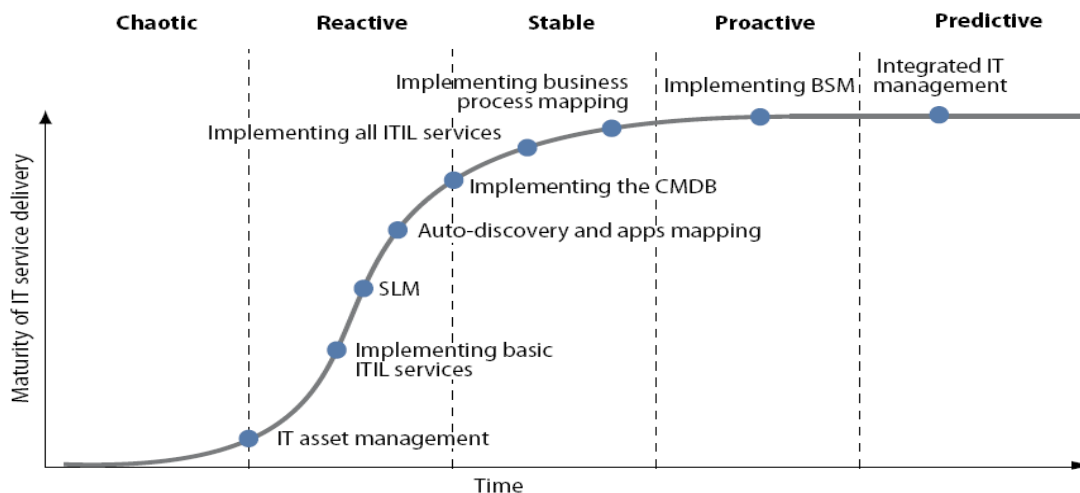 Chaotic
Reactive
Stable
Proactive
Predictive
Implementing business
process mapping
Implementing BSM
Integrated IT
management
Implementing all ITIL services
Implementing the CMDB
Auto-discovery and apps mapping
SLM
Implementing basic
ITIL services
IT asset management
Maturity of IT service delivery
Time